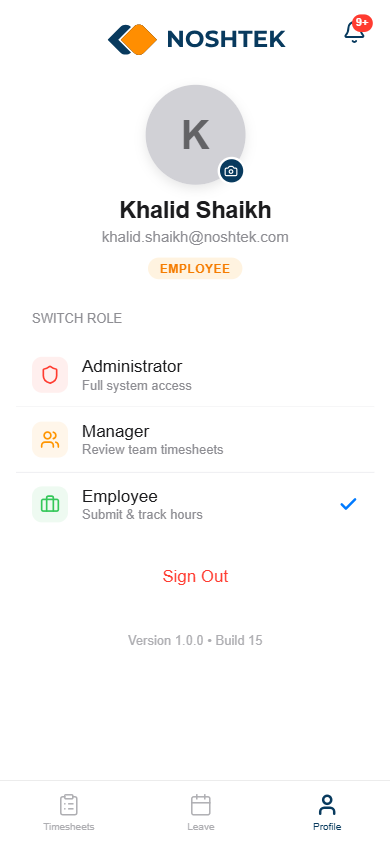 NOSHTEK
9+
K
Khalid Shaikh
khalid.shaikh@noshtek.com
EMPLOYEE
SWITCH ROLE
Administrator
Full system access
Manager
Review team timesheets
Employee
Submit & track hours
Sign Out
Version 1.0.0 • Build 15
Timesheets
Leave
Profile